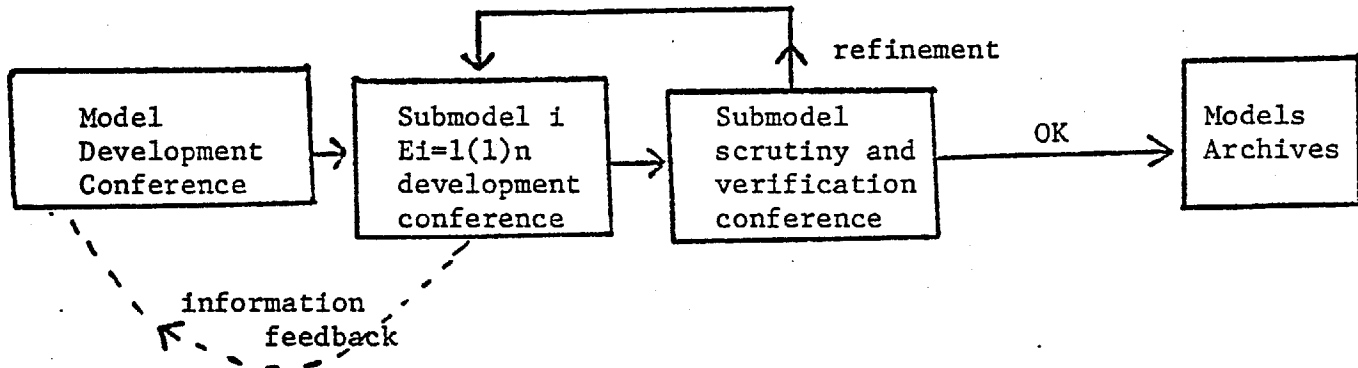 Model
Development
Conference
Submodel i
Ei=1(1)n
development
conference
refinement
Submodel
scrutiny and
verification
conference
OK
Models
Archives
information
feedback